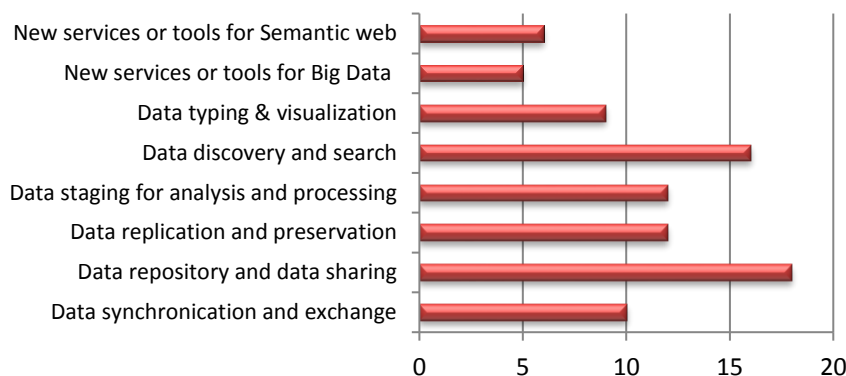 New services or tools for Semantic web
New services or tools for Big Data
Data typing & visualization
Data discovery and search
Data staging for analysis and processing
Data replication and preservation
Data repository and data sharing
Data synchronication and exchange
0 5 10 15 20